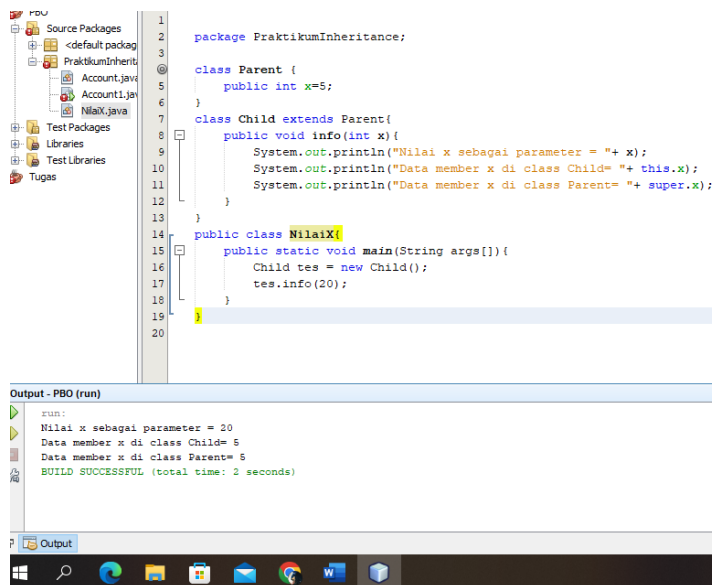 PBO
Source Packages
<default packag
PraktikumInherita
Account.java
Account1.jav
NilaiX.java
Test Packages
Libraries
Test Libraries
Tugas
1
2 package PraktikumInheritance;
3
class Parent {
5 public int x=5;
6 }
7 class Child extends Parent{
8 public void info(int x){
9 System.out.println("Nilai x sebagai parameter = "+ x);
10 System.out.println("Data member x di class Child= "+ this.x);
11 System.out.println("Data member x di class Parent= "+ super.x);
12 }
13 }
14 public class NilaiX{
15 public static void main(String args[]){
16 Child tes = new Child();
17 tes.info(20);
18 }
19 }
20
Output - PBO (run)
run:
Nilai x sebagai parameter = 20
Data member x di class Child= 5
Data member x di class Parent= 5
BUILD SUCCESSFUL (total time: 2 seconds)
Output